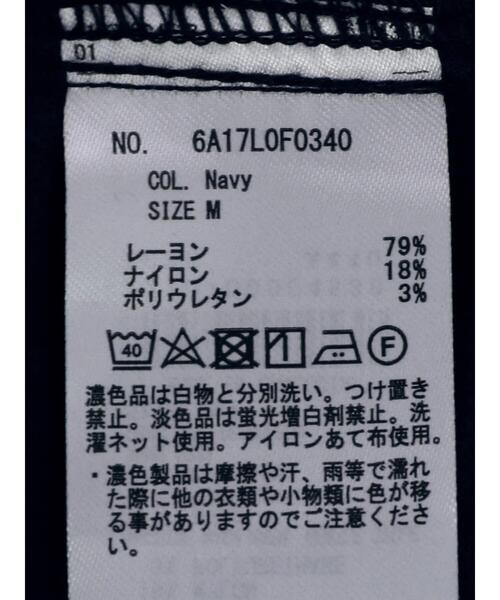 01
NO. 6A17L0F0340
COL. Navy
SIZE M
レーヨン 79%
ナイロン 18%
ポリウレタン 3%
40 F
濃色品は白物と分別洗い。つけ置き
禁止。淡色品は蛍光増白剤禁止。洗
濯ネット使用。アイロンあて布使用。
・濃色製品は摩擦や汗、雨等で濡れ
た際に他の衣類や小物類に色が移
る事がありますのでご注意くださ
い。